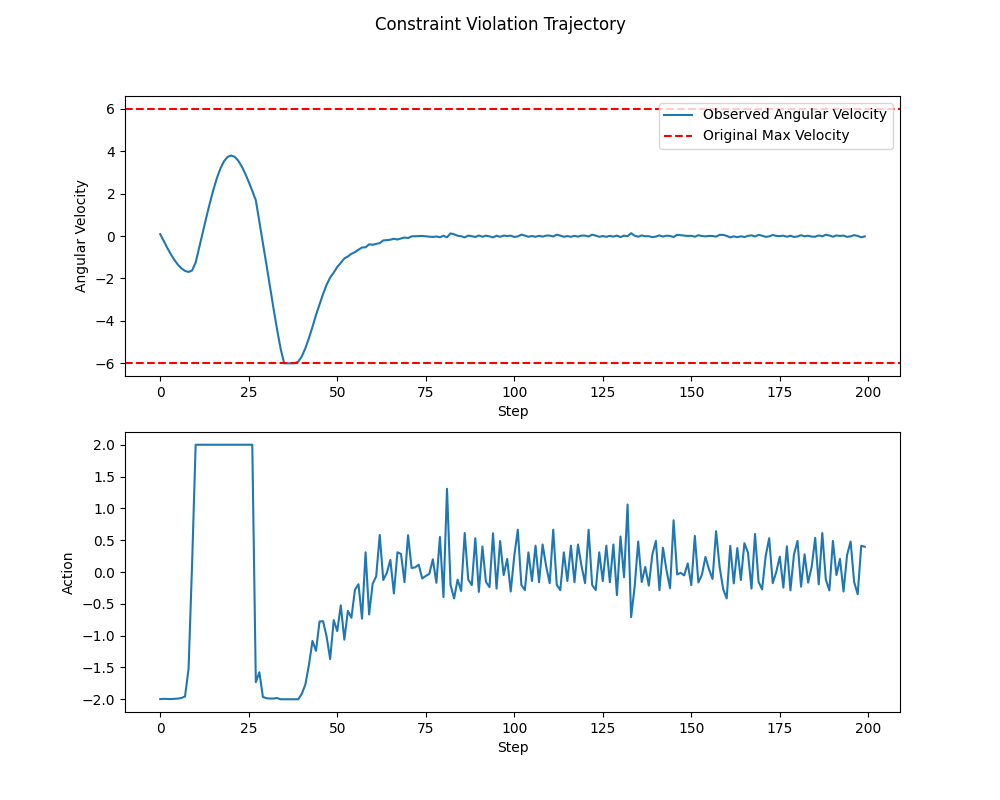 Constraint Violation Trajectory
Angular Velocity
6
4
2
0
−2
−4
−6
Observed Angular Velocity
Original Max Velocity
0 25 50 75 100 125 150 175 200
Step
Action
2.0
1.5
1.0
0.5
0.0
−0.5
−1.0
−1.5
−2.0
0 25 50 75 100 125 150 175 200
Step